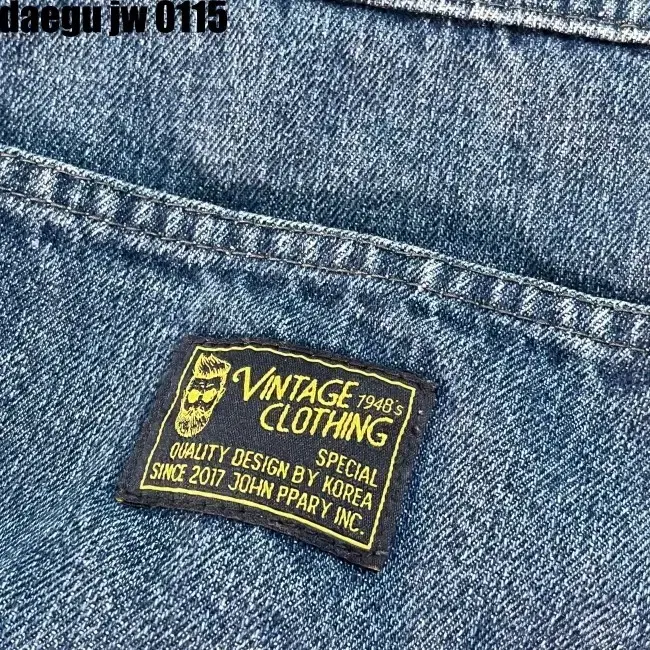 daegu jw 0115
VINTAGE 1948's
CLOTHING
SPECIAL
QUALITY DESIGN BY KOREA
SINCE 2017 JOHN PPARY INC.